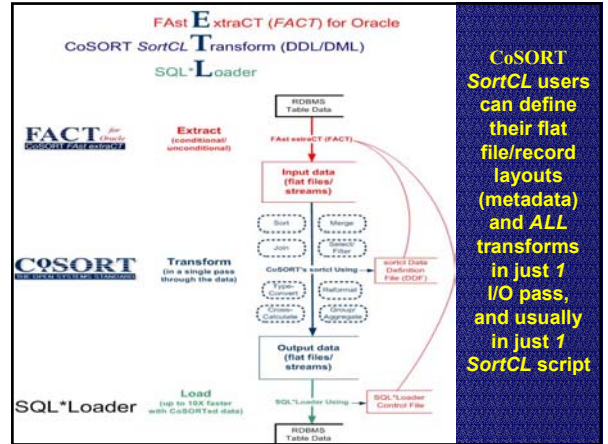 FAst ExtraCT (FACT) for Oracle
CoSORT SortCL Transform (DDL/DML)
SQL*Loader
RDBMS
Table Data
FACT for Oracle
CoSORT FAst extraCT
Extract
(conditional/
unconditional)
FAst extraCT (FACT)
Input data
(flat files/
streams)
Sort
Merge
Join
Select/
Filter
COSORT
THE OPEN SYSTEMS STANDARD
Transform
(in a single pass
through the data)
CoSORT's sortcl Using
sortcl Data
Definition
File (DDF)
Type-
Convert
Reformat
Cross-
Calculate
Group/
Aggregate
Output data
(flat files/
streams)
SQL*Loader
Load
(up to 10X faster
with CoSORTed data)
SQL*Loader Using
SQL*Loader
Control File
RDBMS
Table Data
CoSORT
SortCL users
can define
their flat
file/record
layouts
(metadata)
and ALL
transforms
in just 1
I/O pass,
and usually
in just 1
SortCL script